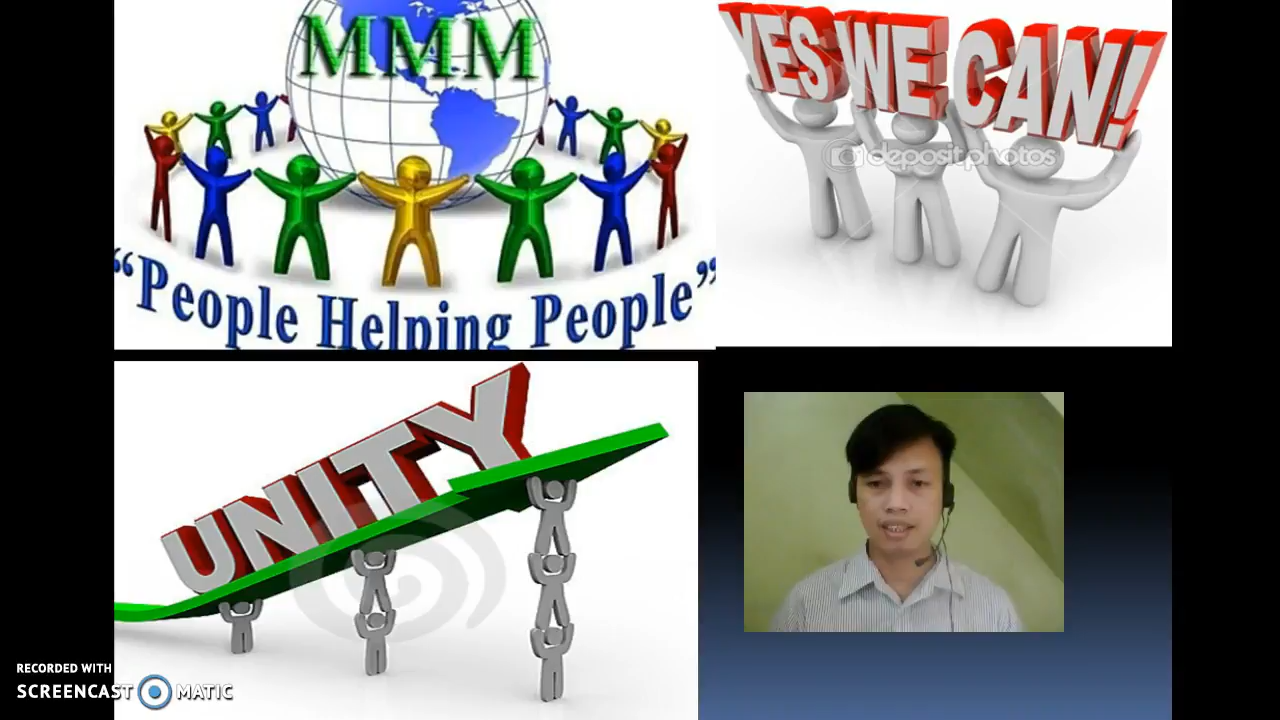 MMM
"People Helping People"
YES WE CAN!
depositphotos
UNITY
RECORDED WITH
SCREENCAST MATIC